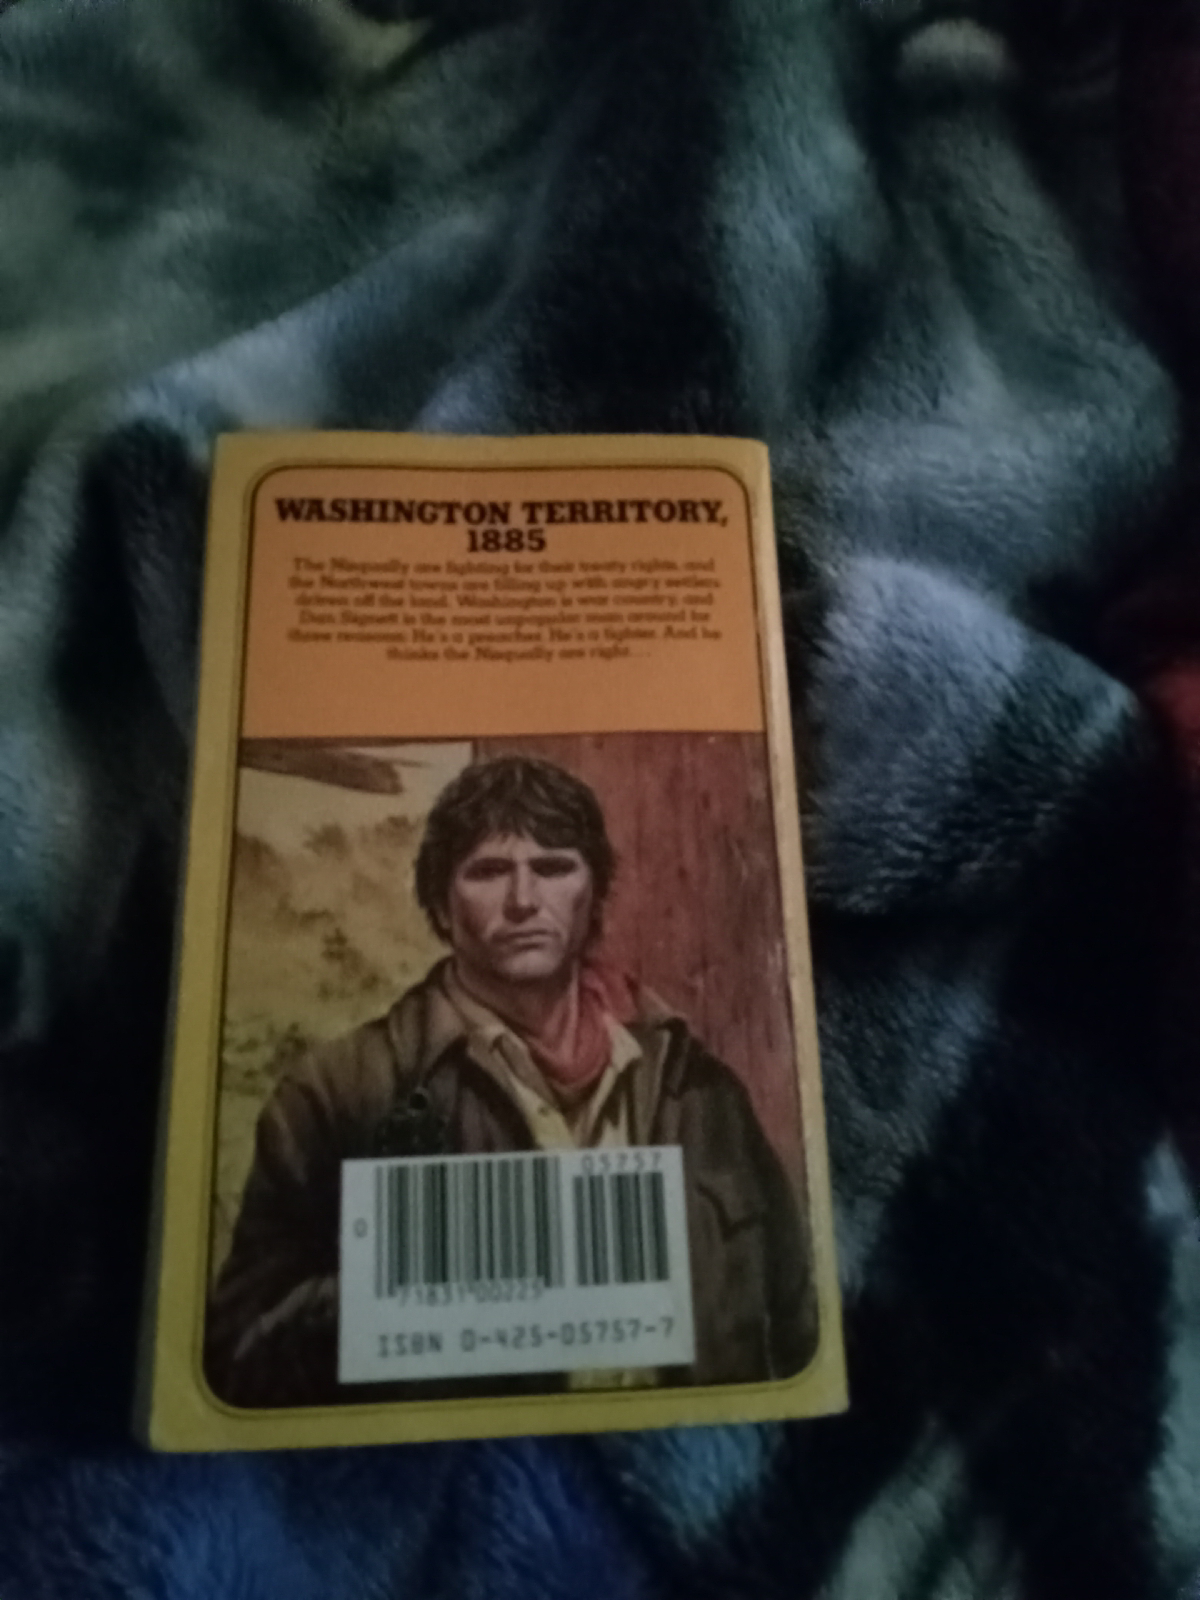 WASHINGTON TERRITORY,
1885
The Nisqually are fighting for their treaty rights, and
the Northwest towns are filling up with angry settlers
driven off the land. Washington is war country, and
Dan Signett is the most unpopular man around for
three reasons: He's a preacher. He's a fighter. And he
thinks the Nisqually are right...
05757
0
71831 00225
ISBN 0-425-05757-7